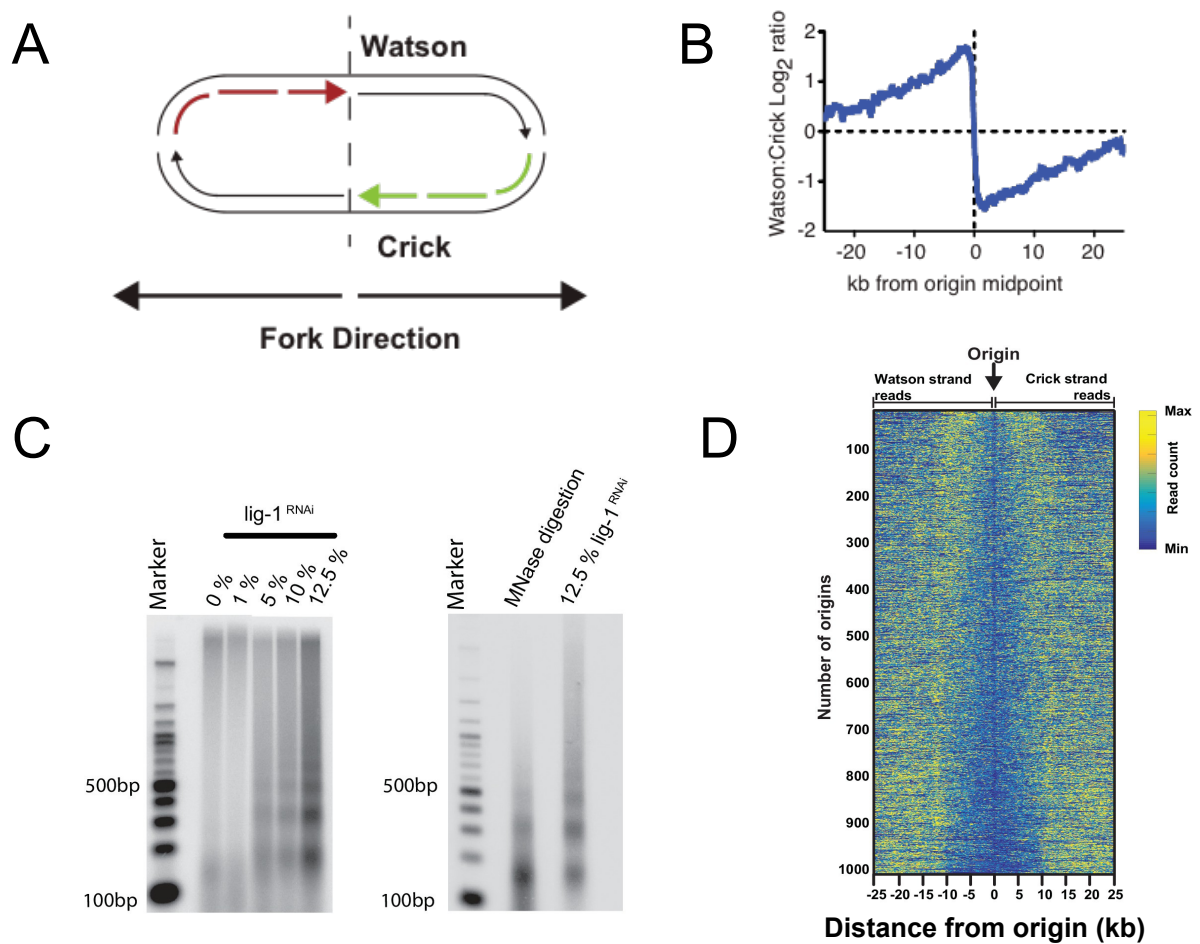 A
Watson
Crick
Fork Direction
B
Watson:Crick Log2 ratio
2
1
0
-1
-2
-20 -10 0 10 20
kb from origin midpoint
C
lig-1 RNAi
Marker
0 %
1 %
5 %
10 %
12.5 %
500bp
100bp
Marker
MNase digestion
12.5 % lig-1RNAi
500bp
100bp
D
Origin
Watson strand
reads
Crick strand
reads
Number of origins
100
200
300
400
500
600
700
800
900
1000
-25 -20 -15 -10 -5 0 5 10 15 20 25
Distance from origin (kb)
Max
Read count
Min